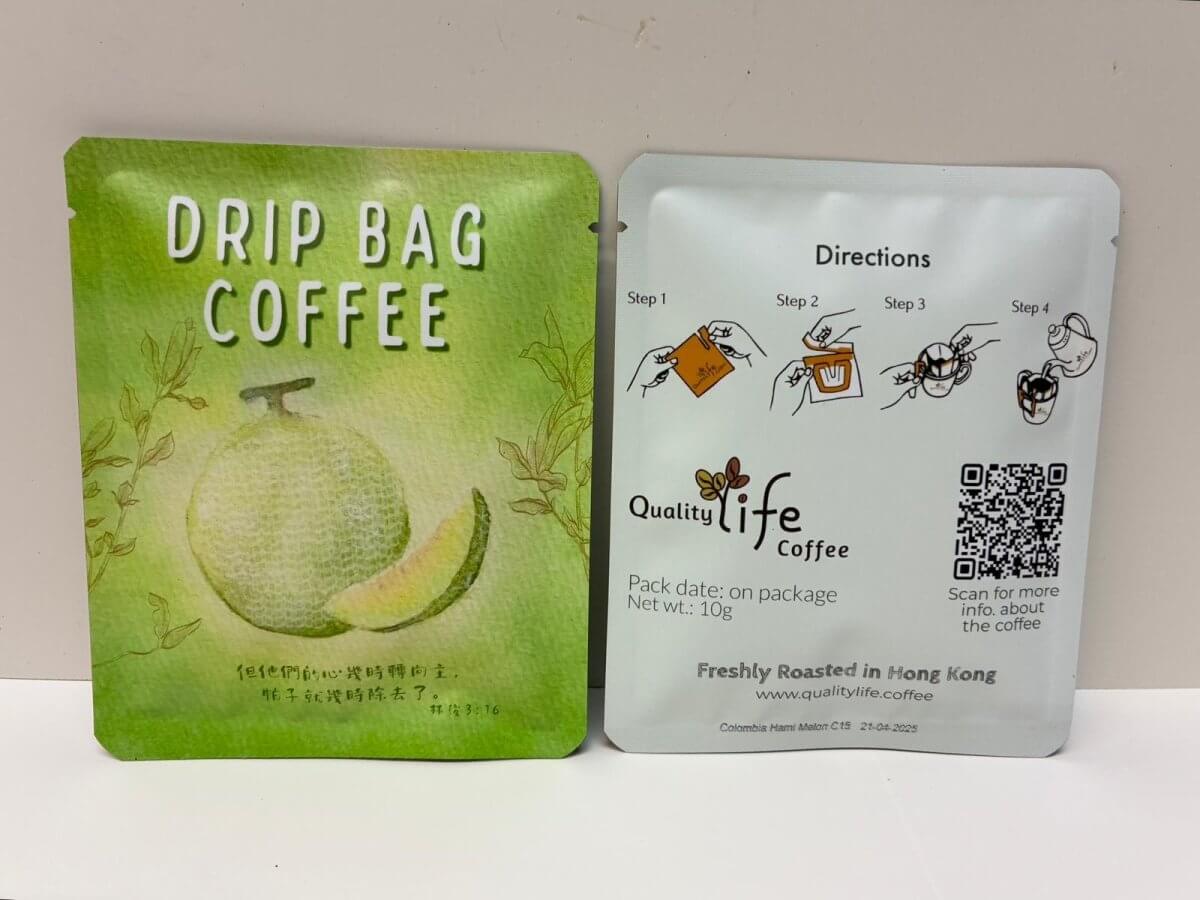 DRIP BAG
COFFEE
但他們的心幾時轉向主，
帕子就幾時除去了。
林後3:16
Directions
Step 1
Step 2
Step 3
Step 4
Quality life
Coffee
Pack date: on package
Net wt.: 10g
Scan for more
info. about
the coffee
Freshly Roasted in Hong Kong
www.qualitylife.coffee
Colombia Hami Melon C15 21-04-2025